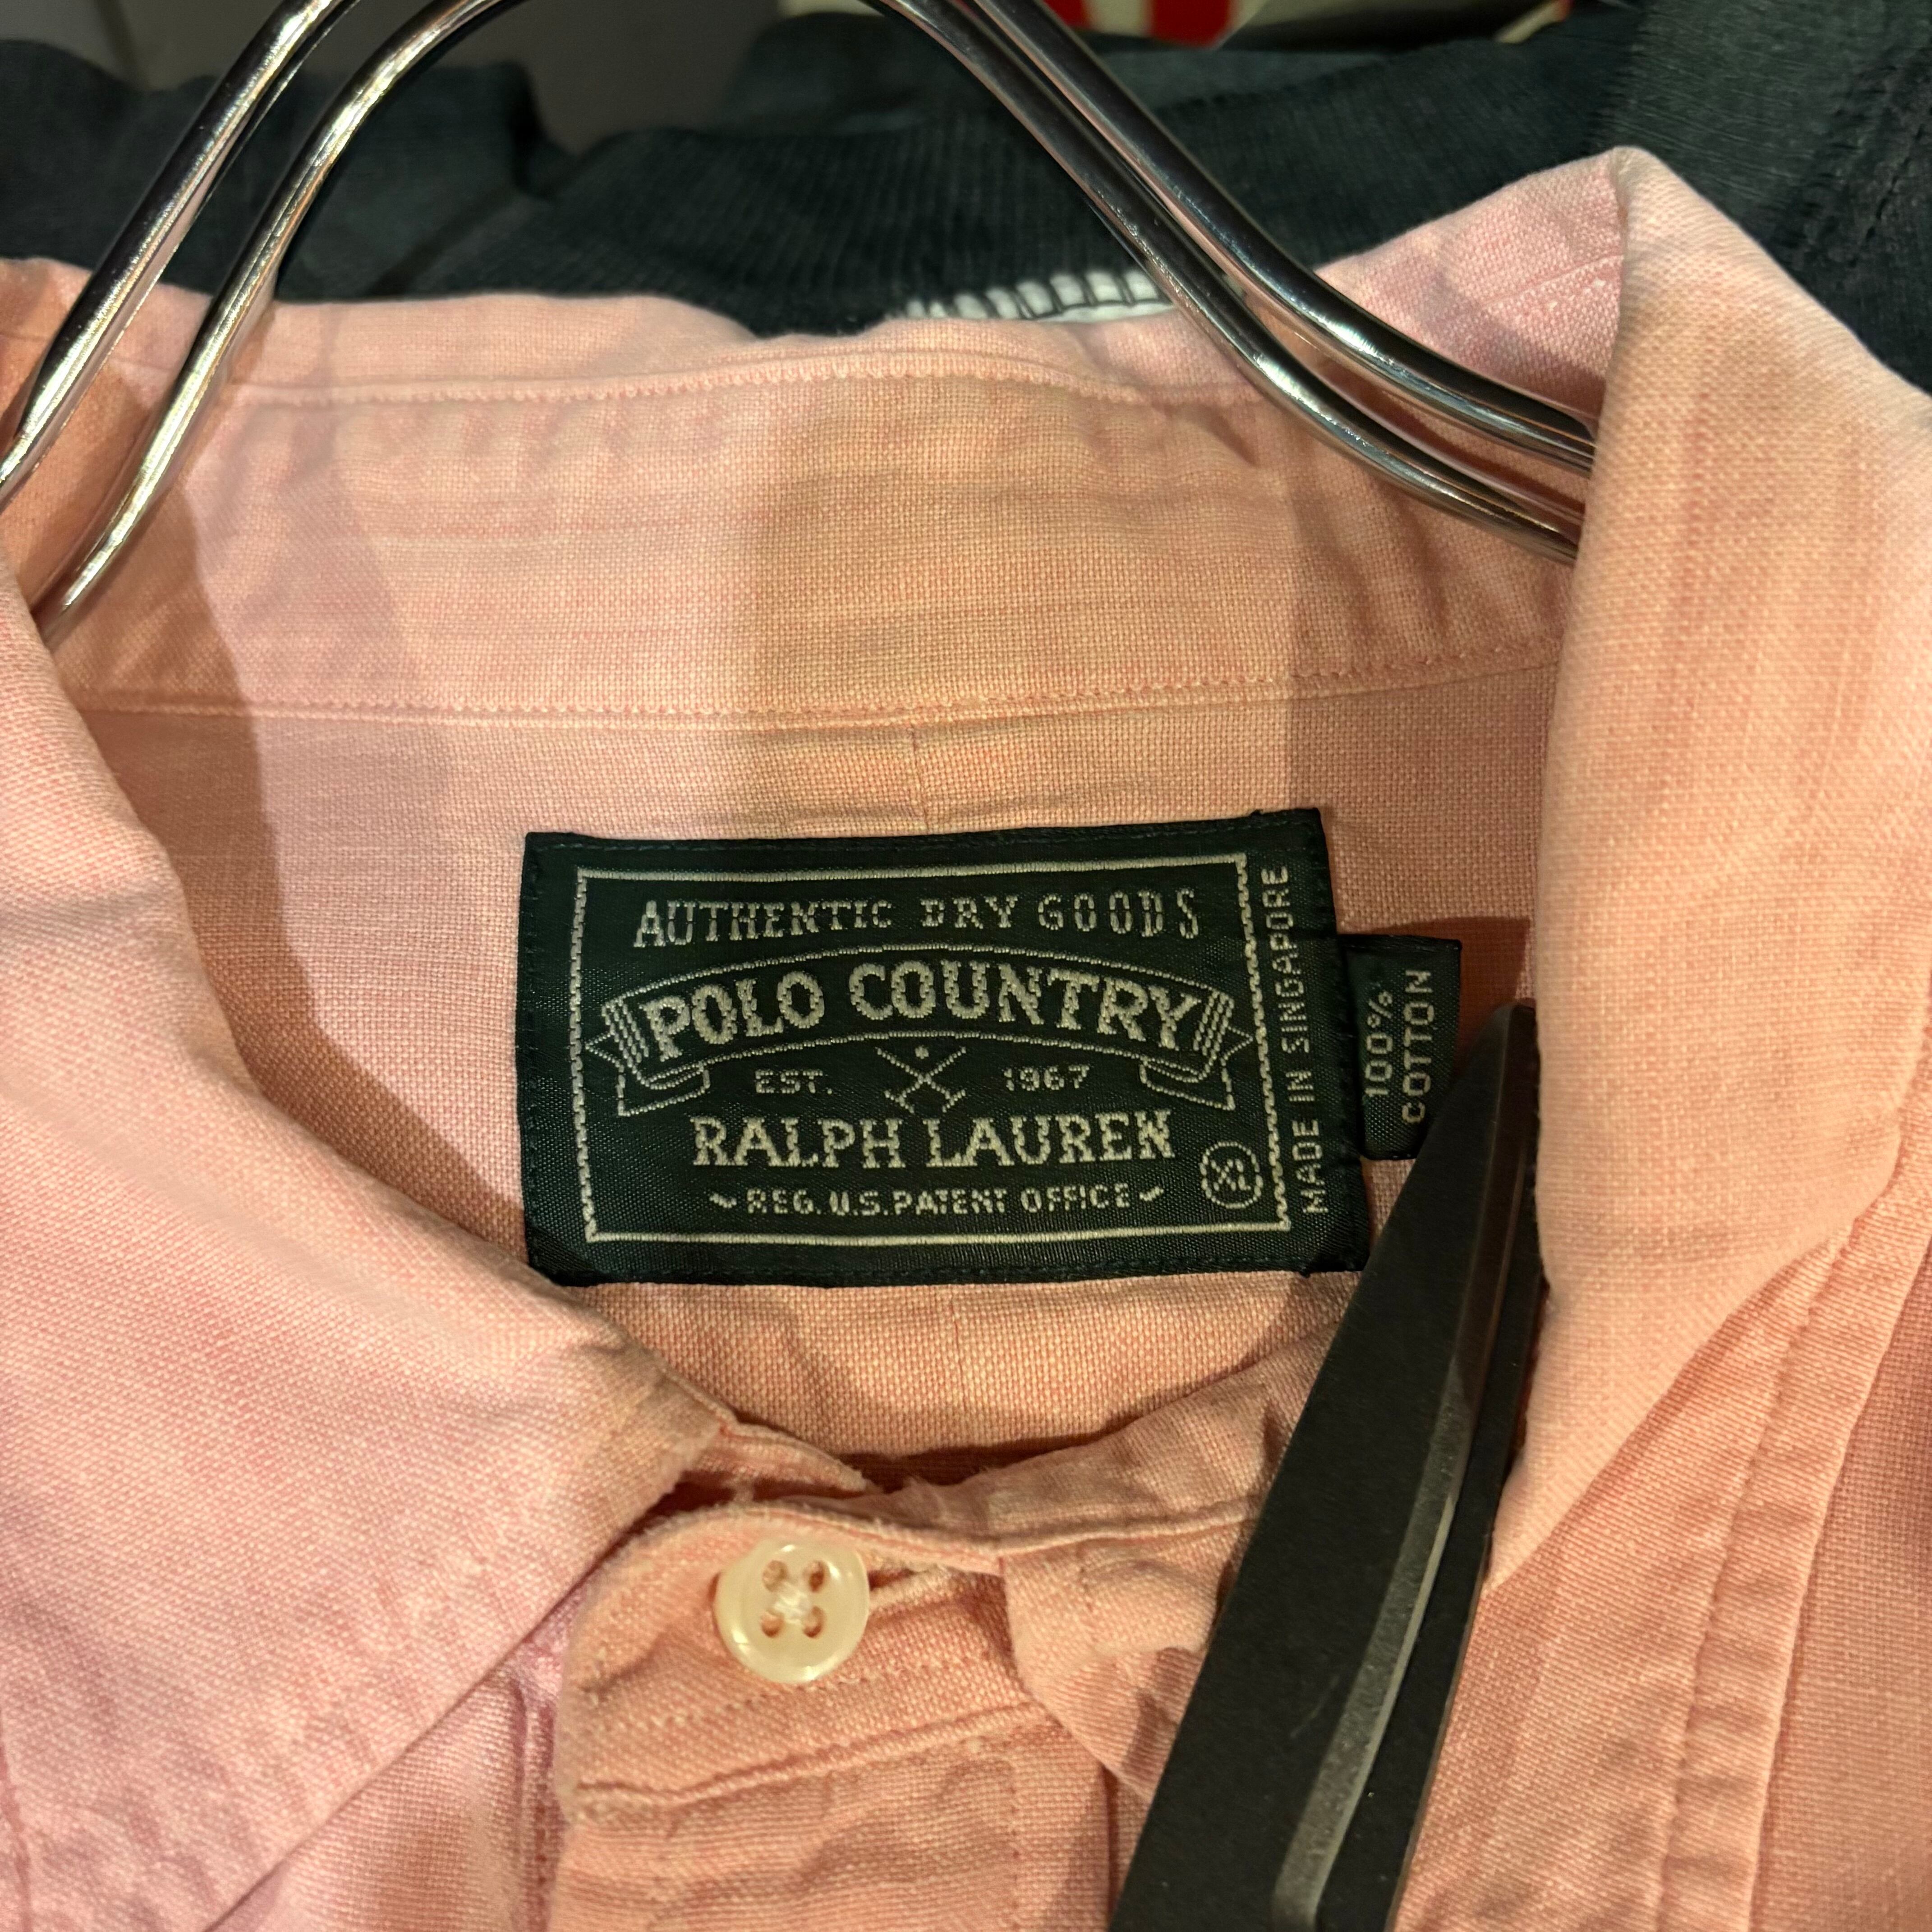 AUTHENTIC DRY GOODS
POLO COUNTRY
EST. 1967
RALPH LAUREN
REG. U.S. PATENT OFFICE
XL
MADE IN SINGAPORE
100%
COTTON